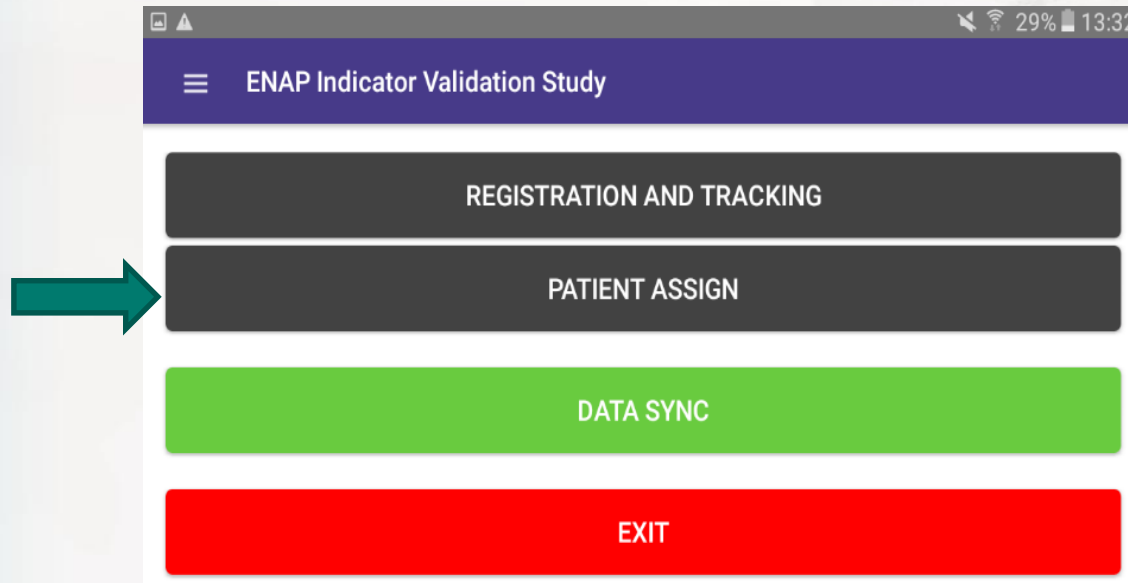 29% 13:32
ENAP Indicator Validation Study
REGISTRATION AND TRACKING
PATIENT ASSIGN
DATA SYNC
EXIT